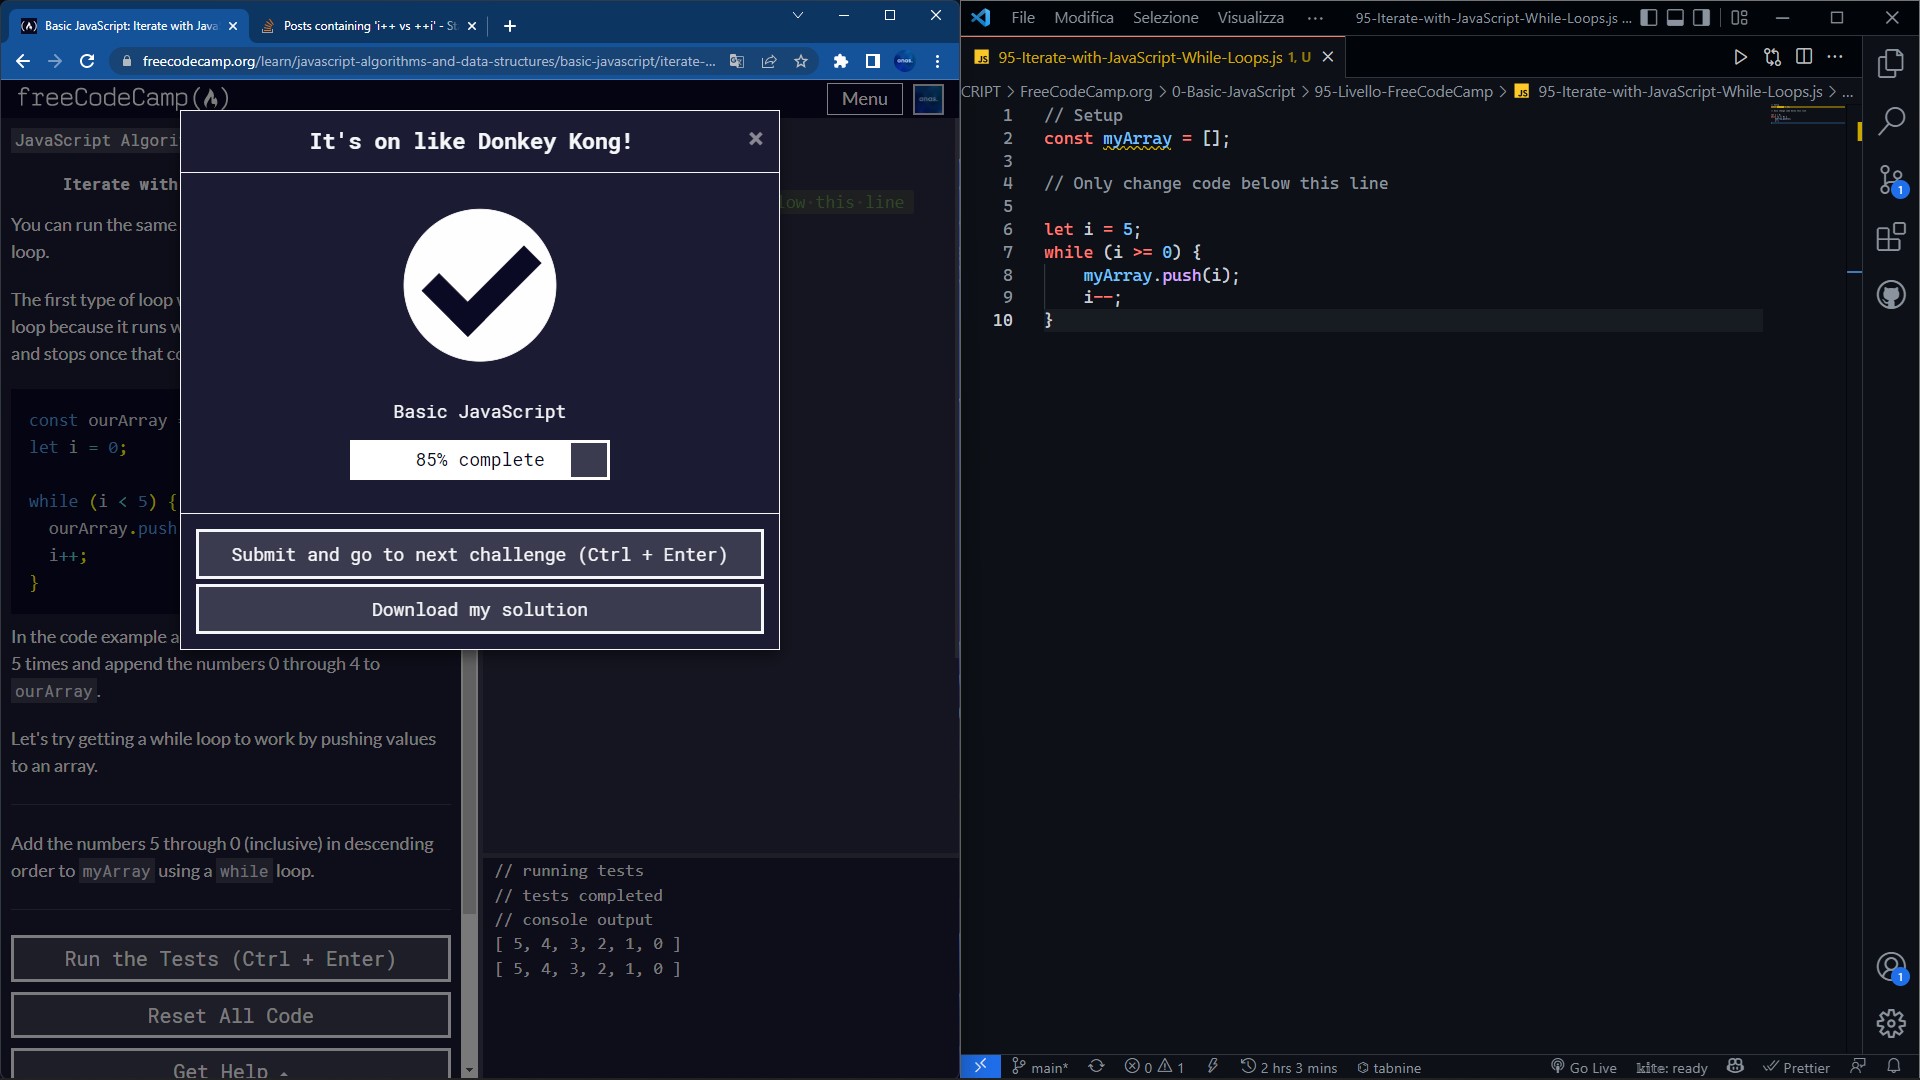 Basic JavaScript: Iterate with Java
Posts containing 'i++ vs ++i' - St
freecodecamp.org/learn/javascript-algorithms-and-data-structures/basic-javascript/iterate-...
freeCodeCamp
Menu
JavaScript Algori
Iterate with
You can run the same
loop.
The first type of loop
loop because it runs
and stops once that
const ourArray
let i = 0;
while (i < 5) {
ourArray.push
i++;
}
In the code example
5 times and append the numbers 0 through 4 to
ourArray.
Let's try getting a while loop to work by pushing values
to an array.
Add the numbers 5 through 0 (inclusive) in descending
order to myArray using a while loop.
Run the Tests (Ctrl + Enter)
Reset All Code
Get Help
It's on like Donkey Kong!
×
Basic JavaScript
85% complete
Submit and go to next challenge (Ctrl + Enter)
Download my solution
low·this·line
// running tests
// tests completed
// console output
[ 5, 4, 3, 2, 1, 0 ]
[ 5, 4, 3, 2, 1, 0 ]
File Modifica Selezione Visualizza ··· 95-Iterate-with-JavaScript-While-Loops.js ...
JS 95-Iterate-with-JavaScript-While-Loops.js 1, U
CRIPT > FreeCodeCamp.org > 0-Basic-JavaScript > 95-Livello-FreeCodeCamp > JS 95-Iterate-with-JavaScript-While-Loops.js > ...
1 // Setup
2 const myArray = [];
3
4 // Only change code below this line
5
6 let i = 5;
7 while (i >= 0) {
8 myArray.push(i);
9 i--;
10 }
1
1
main* 0 1 2 hrs 3 mins tabnine Go Live kite: ready Prettier